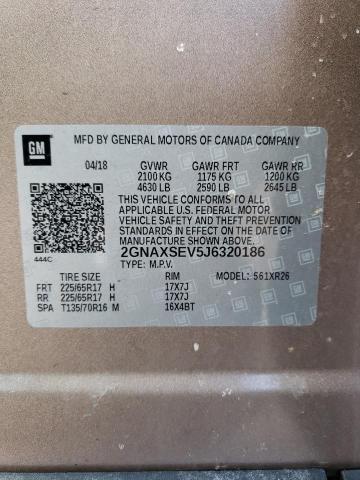 GM MFD BY GENERAL MOTORS OF CANADA COMPANY
04/18 GVWR GAWR FRT GAWR RR
2100 KG 1175 KG 1200 KG
4630 LB 2590 LB 2645 LB
THIS VEHICLE CONFORMS TO ALL
APPLICABLE U.S. FEDERAL MOTOR
VEHICLE SAFETY AND THEFT PREVENTION
STANDARDS IN EFFECT ON THE DATE OF
MANUFACTURE SHOWN ABOVE.
444C 2GNAXSEV5J6320186
TYPE: M.P.V. MODEL: 561XR26
TIRE SIZE RIM
FRT 225/65R17 H 17X7J
RR 225/65R17 H 17X7J
SPA T135/70R16 M 16X4BT